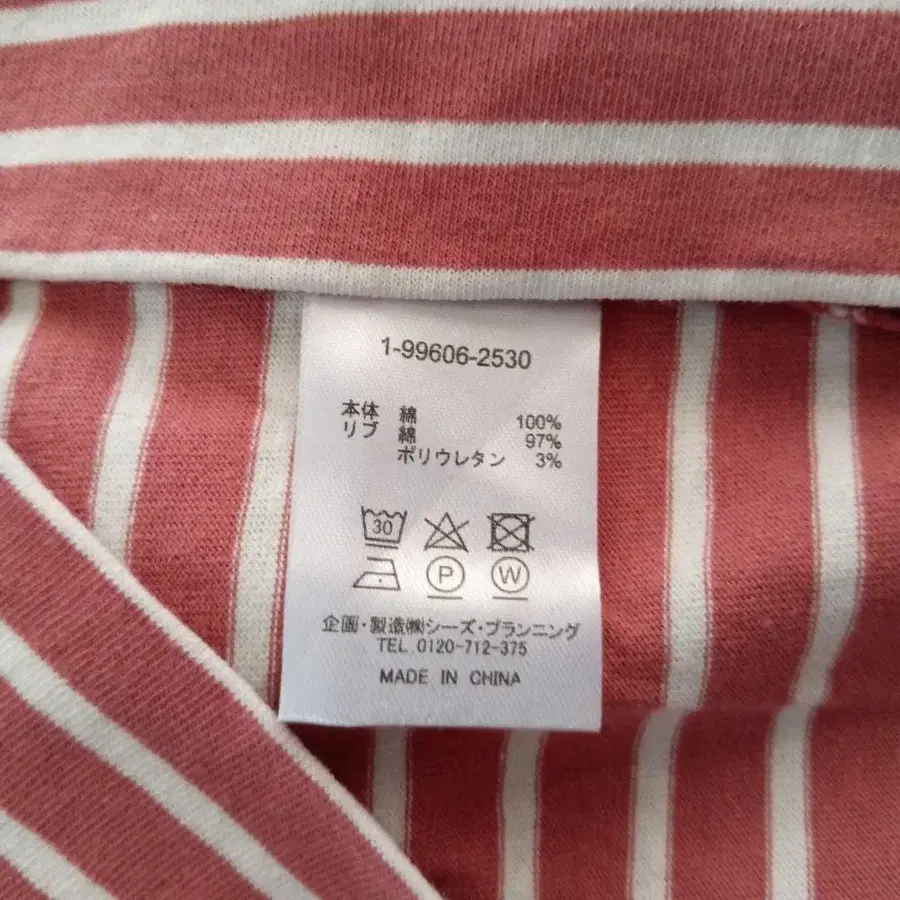 1-99606-2530
本体 綿 100%
リブ 綿 97%
ポリウレタン 3%
30
P W
企画・製造㈱シーズ・プランニング
TEL.0120-712-375
MADE IN CHINA